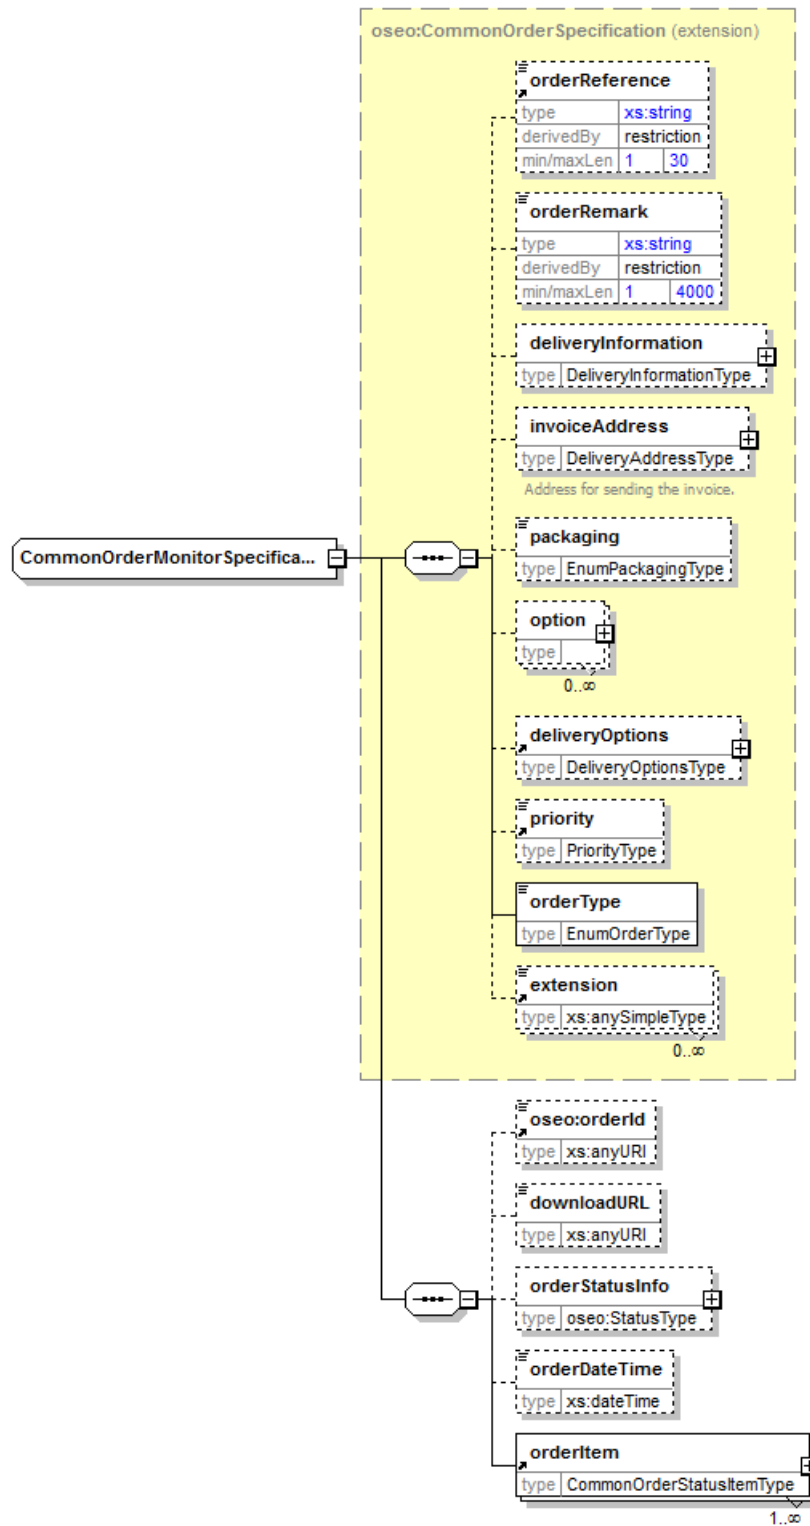 oseo:CommonOrderSpecification (extension)
orderReference
type xs:string
derivedBy restriction
min/maxLen 1 30
orderRemark
type xs:string
derivedBy restriction
min/maxLen 1 4000
deliveryInformation
type DeliveryInformationType
invoiceAddress
type DeliveryAddressType
Address for sending the invoice.
CommonOrderMonitorSpecifica...
packaging
type EnumPackagingType
option
type
0..∞
deliveryOptions
type DeliveryOptionsType
priority
type PriorityType
orderType
type EnumOrderType
extension
type xs:anySimpleType
0..∞
oseo:orderId
type xs:anyURI
downloadURL
type xs:anyURI
orderStatusInfo
type oseo:StatusType
orderDateTime
type xs:dateTime
orderItem
type CommonOrderStatusItemType
1..∞